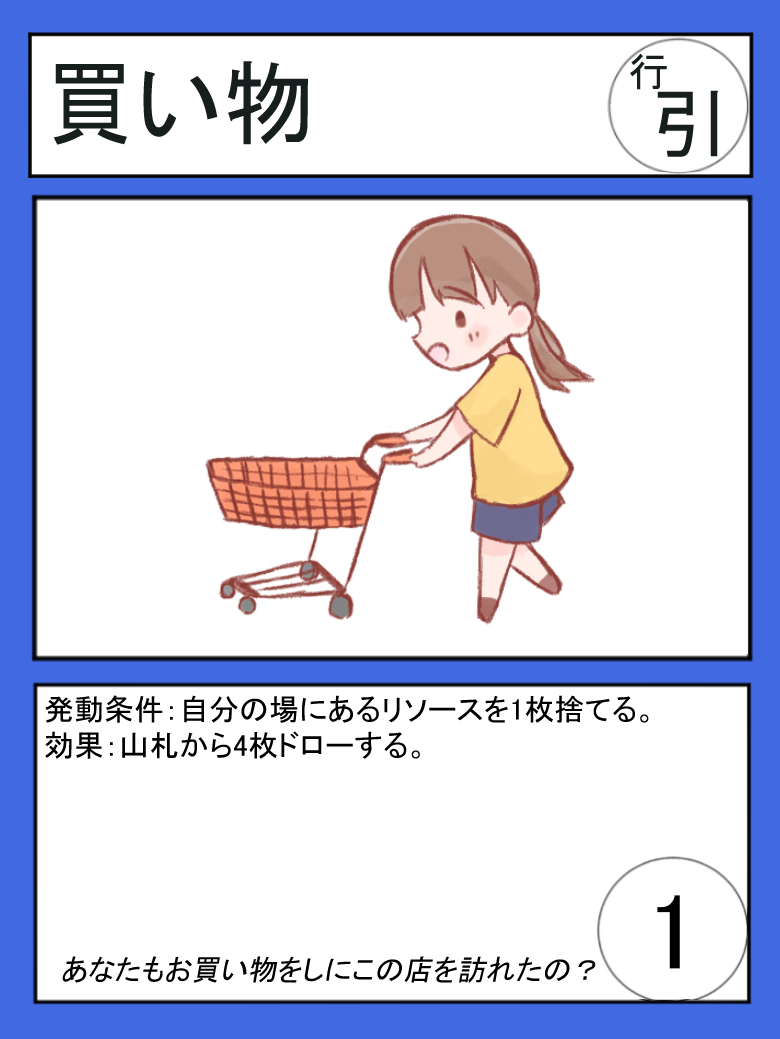 買い物
行
引
発動条件：自分の場にあるリソースを1枚捨てる。
効果：山札から4枚ドローする。
1
あなたもお買い物をしにこの店を訪れたの？